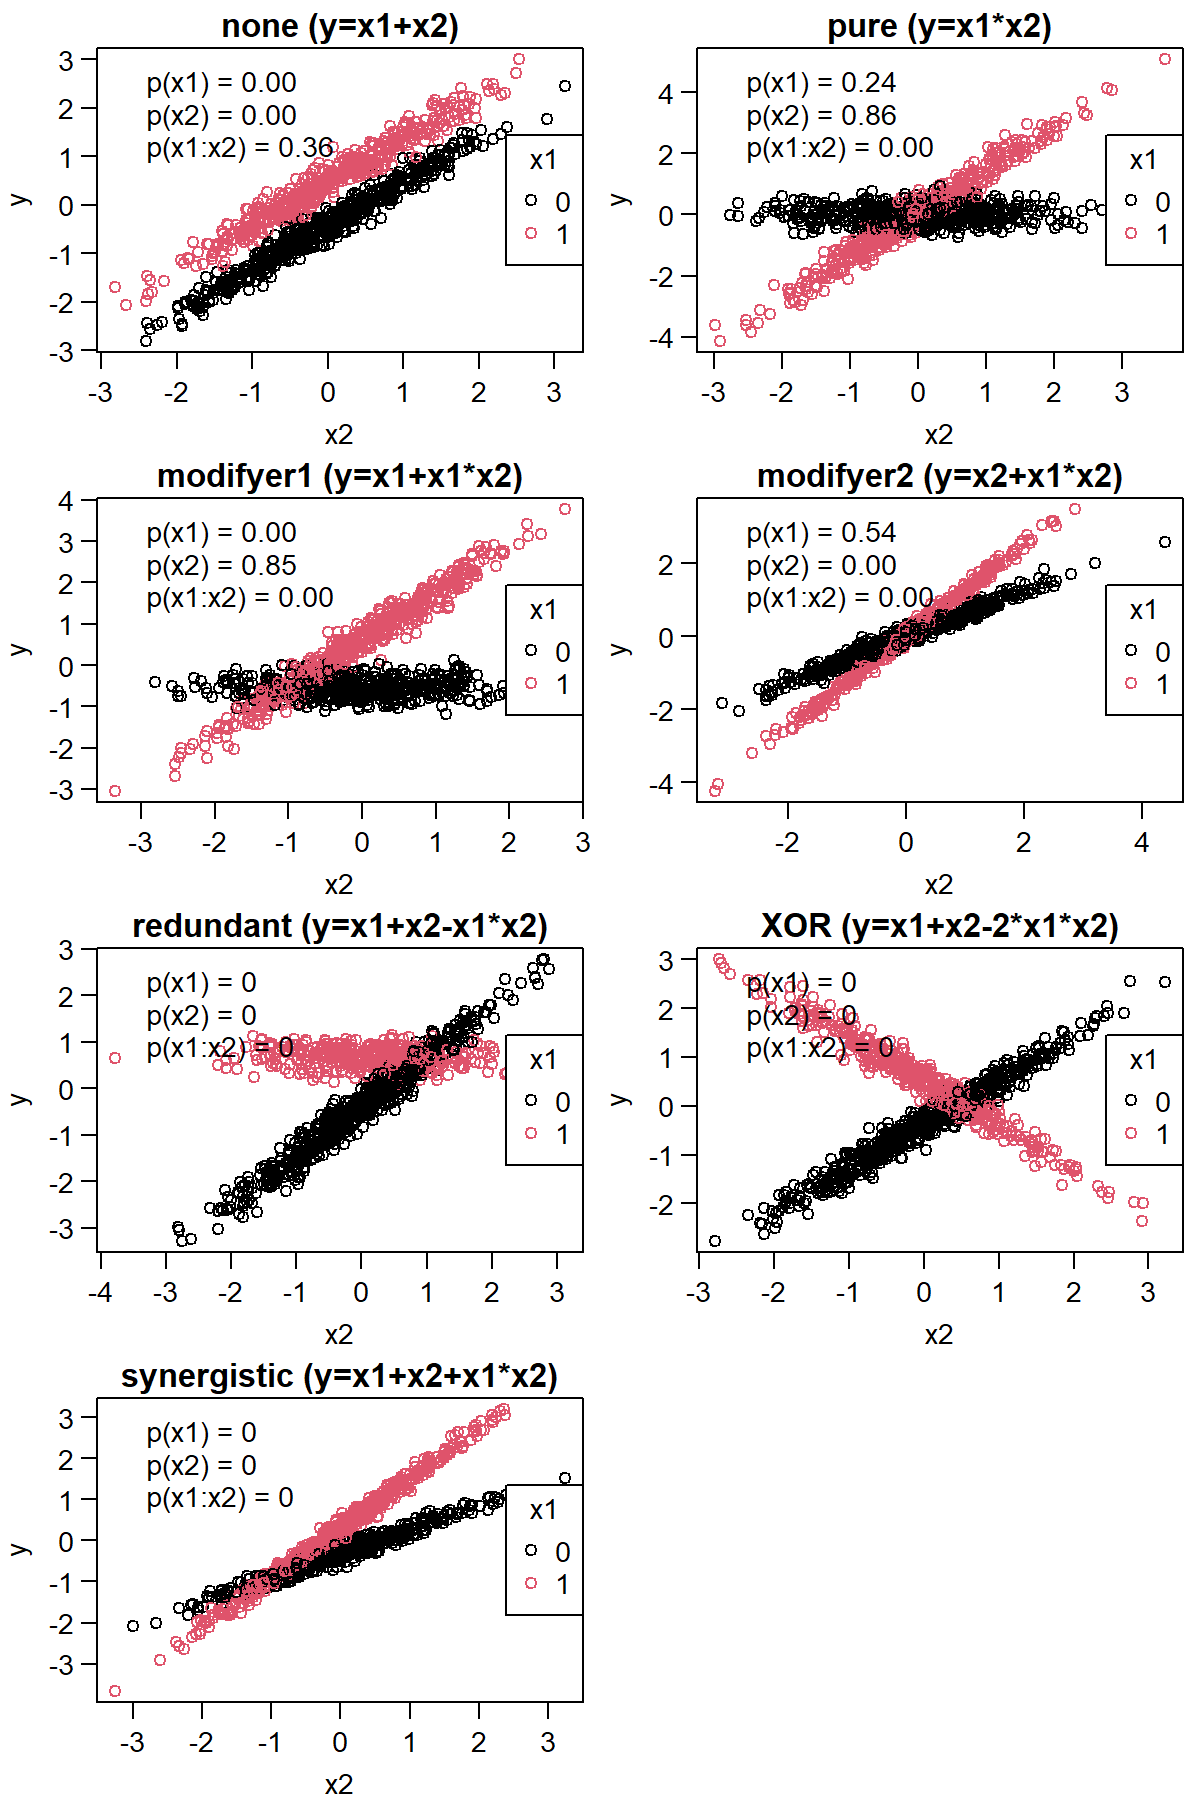 none (y=x1+x2)
p(x1) = 0.00
p(x2) = 0.00
p(x1:x2) = 0.36
3
2
1
0
-1
-2
-3
y
x1
0
1
-3 -2 -1 0 1 2 3
x2
pure (y=x1*x2)
p(x1) = 0.24
p(x2) = 0.86
p(x1:x2) = 0.00
4
2
0
-2
-4
y
x1
0
1
-3 -2 -1 0 1 2 3
x2
modifyer1 (y=x1+x1*x2)
p(x1) = 0.00
p(x2) = 0.85
p(x1:x2) = 0.00
4
3
2
1
0
-1
-2
-3
y
x1
0
1
-3 -2 -1 0 1 2 3
x2
modifyer2 (y=x2+x1*x2)
p(x1) = 0.54
p(x2) = 0.00
p(x1:x2) = 0.00
2
0
-2
-4
y
x1
0
1
-2 0 2 4
x2
redundant (y=x1+x2-x1*x2)
p(x1) = 0
p(x2) = 0
p(x1:x2) = 0
3
2
1
0
-1
-2
-3
y
x1
0
1
-4 -3 -2 -1 0 1 2 3
x2
XOR (y=x1+x2-2*x1*x2)
p(x1) = 0
p(x2) = 0
p(x1:x2) = 0
3
2
1
0
-1
-2
y
x1
0
1
-3 -2 -1 0 1 2 3
x2
synergistic (y=x1+x2+x1*x2)
p(x1) = 0
p(x2) = 0
p(x1:x2) = 0
3
2
1
0
-1
-2
-3
y
x1
0
1
-3 -2 -1 0 1 2 3
x2